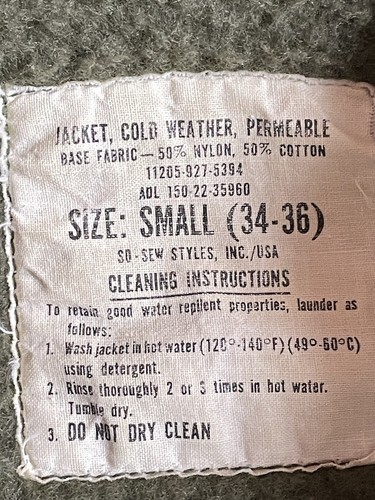 JACKET, COLD WEATHER, PERMEABLE
BASE FABRIC — 50% NYLON, 50% COTTON
11205-927-5394
ADL 150-22-35960
SIZE: SMALL (34-36)
SO-SEW STYLES, INC./USA
CLEANING INSTRUCTIONS
To retain good water repllent properties, launder as
follows:
1. Wash jacket in hot water (120°-140°F) (49°-60°C)
using detergent.
2. Rinse thoroughly 2 or 3 times in hot water.
Tumble dry.
3. DO NOT DRY CLEAN